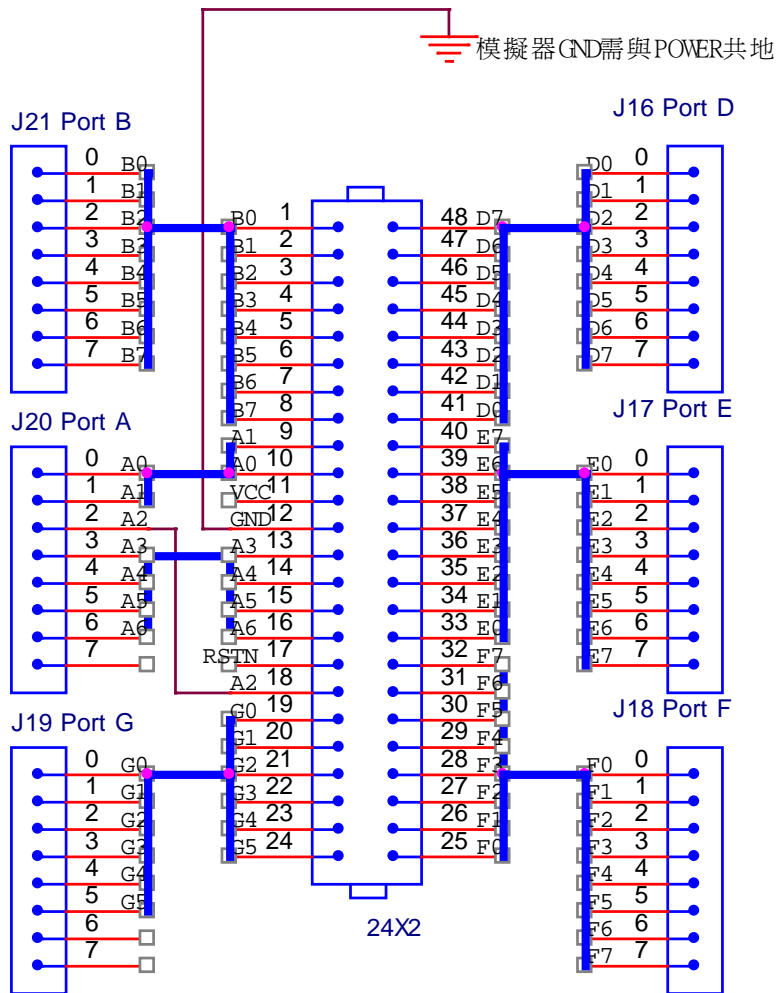 模擬器GND需與POWER共地
J21 Port B
0 B0
1 B1
2 B2
3 B3
4 B4
5 B5
6 B6
7 B7
J20 Port A
0 A0
1 A1
2 A2
3 A3
4 A4
5 A5
6 A6
7
J19 Port G
0 G0
1 G1
2 G2
3 G3
4 G4
5 G5
6
7
B0 1
B1 2
B2 3
B3 4
B4 5
B5 6
B6 7
B7 8
A1 9
A0 10
VCC 11
GND 12
A3 13
A4 14
A5 15
A6 16
RSTN 17
A2 18
G0 19
G1 20
G2 21
G3 22
G4 23
G5 24
48 D7
47 D6
46 D5
45 D4
44 D3
43 D2
42 D1
41 D0
40 E7
39 E6
38 E5
37 E4
36 E3
35 E2
34 E1
33 E0
32 F7
31 F6
30 F5
29 F4
28 F3
27 F2
26 F1
25 F0
24X2
J16 Port D
D0 0
D1 1
D2 2
D3 3
D4 4
D5 5
D6 6
D7 7
J17 Port E
E0 0
E1 1
E2 2
E3 3
E4 4
E5 5
E6 6
E7 7
J18 Port F
F0 0
F1 1
F2 2
F3 3
F4 4
F5 5
F6 6
F7 7